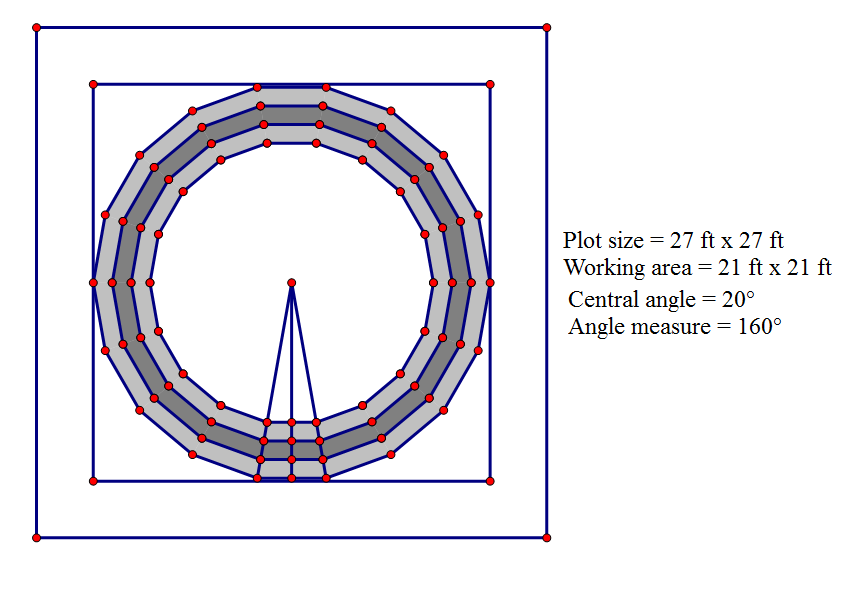 Plot size = 27 ft x 27 ft
Working area = 21 ft x 21 ft
Central angle = 20°
Angle measure = 160°